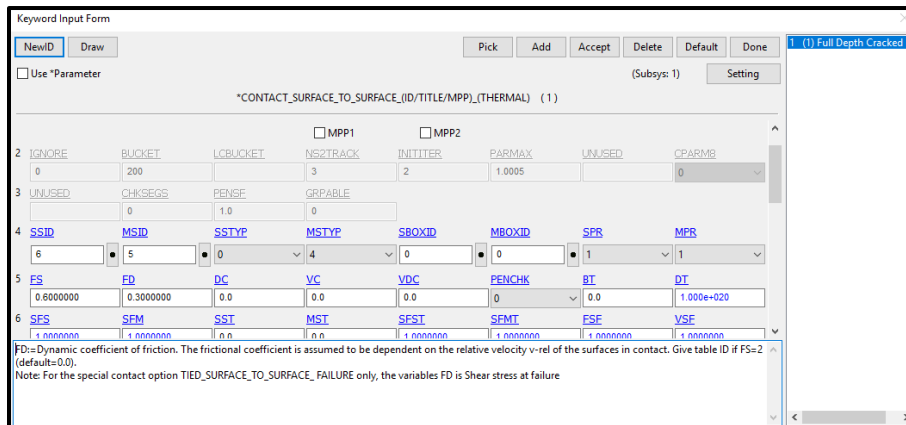 Keyword Input Form
NewID Draw Pick Add Accept Delete Default Done
1 (1) Full Depth Cracked
Use *Parameter (Subsys: 1) Setting
*CONTACT_SURFACE_TO_SURFACE_(ID/TITLE/MPP)_(THERMAL) (1)
MPP1 MPP2
2 IGNORE BUCKET LCBUCKET NS2TRACK INITITER PARMAX UNUSED CPARM8
0 200 3 2 1.0005 0
3 UNUSED CHKSEGS PENSF GRPABLE
0 1.0 0
4 SSID MSID SSTYP MSTYP SBOXID MBOXID SPR MPR
6 5 0 4 0 0 1 1
5 FS FD DC VC VDC PENCHK BT DT
0.6000000 0.3000000 0.0 0.0 0.0 0 0.0 1.000e+020
6 SFS SFM SST MST SFST SFMT FSF VSF
1.0000000 1.0000000 0.0 0.0 1.0000000 1.0000000 1.0000000 1.0000000
FD:=Dynamic coefficient of friction. The frictional coefficient is assumed to be dependent on the relative velocity v-rel of the surfaces in contact. Give table ID if FS=2
(default=0.0).
Note: For the special contact option TIED_SURFACE_TO_SURFACE_ FAILURE only, the variables FD is Shear stress at failure